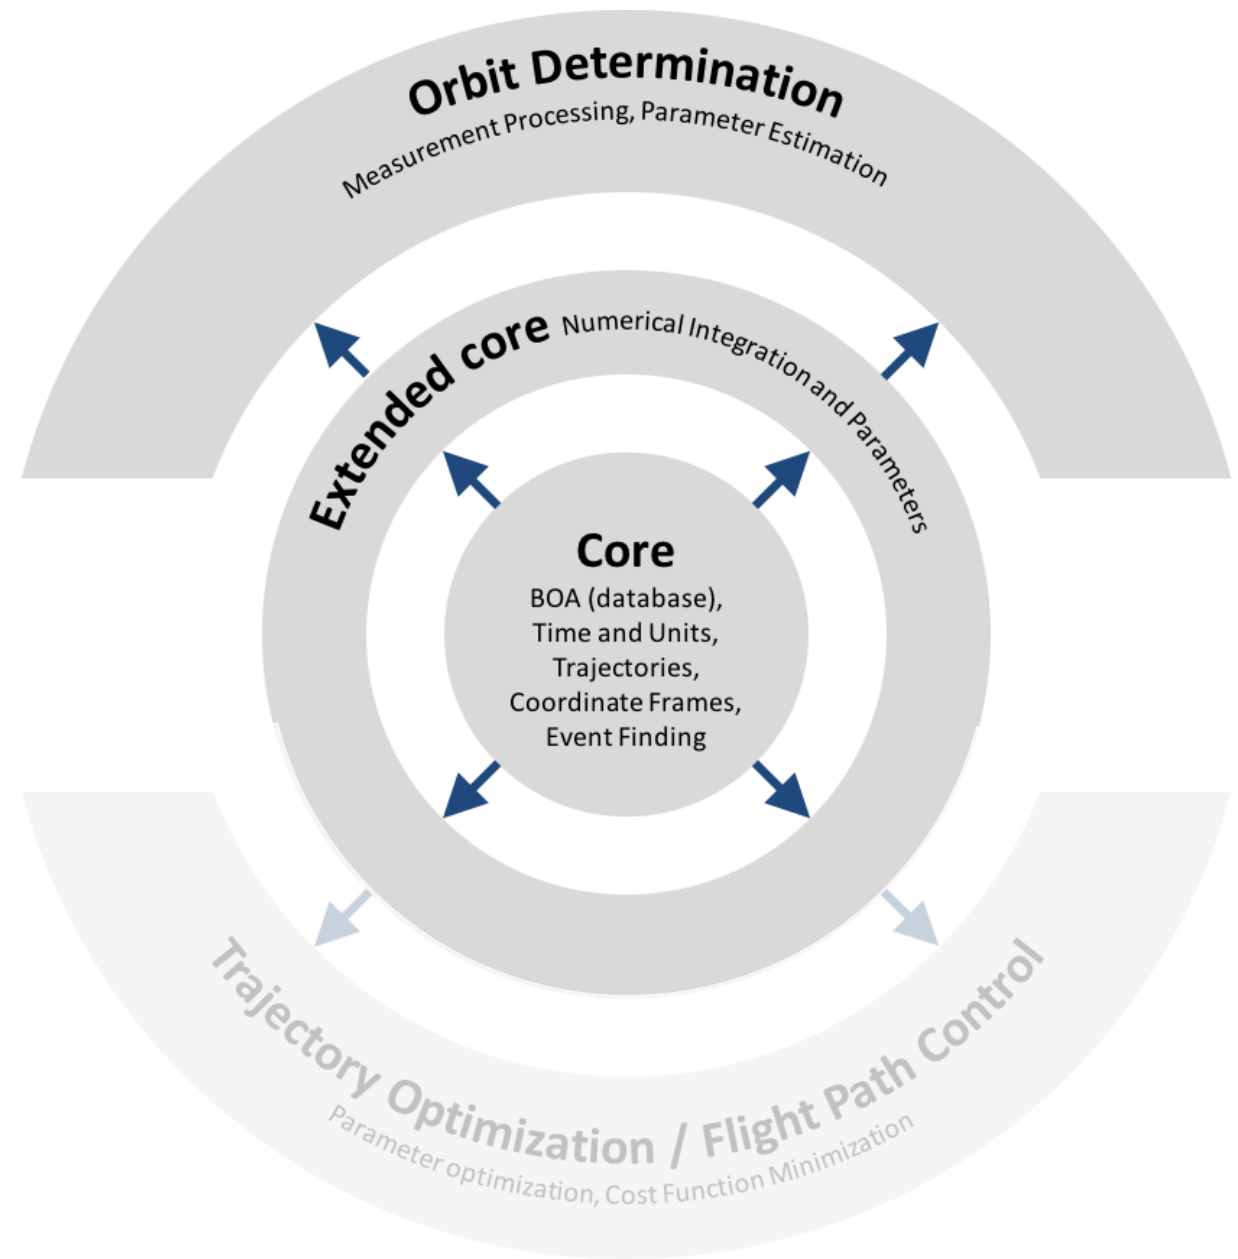 Orbit Determination
Measurement Processing, Parameter Estimation
Extended core
Numerical Integration and Parameters
Core
BOA (database),
Time and Units,
Trajectories,
Coordinate Frames,
Event Finding
Trajectory Optimization / Flight Path Control
Parameter optimization, Cost Function Minimization